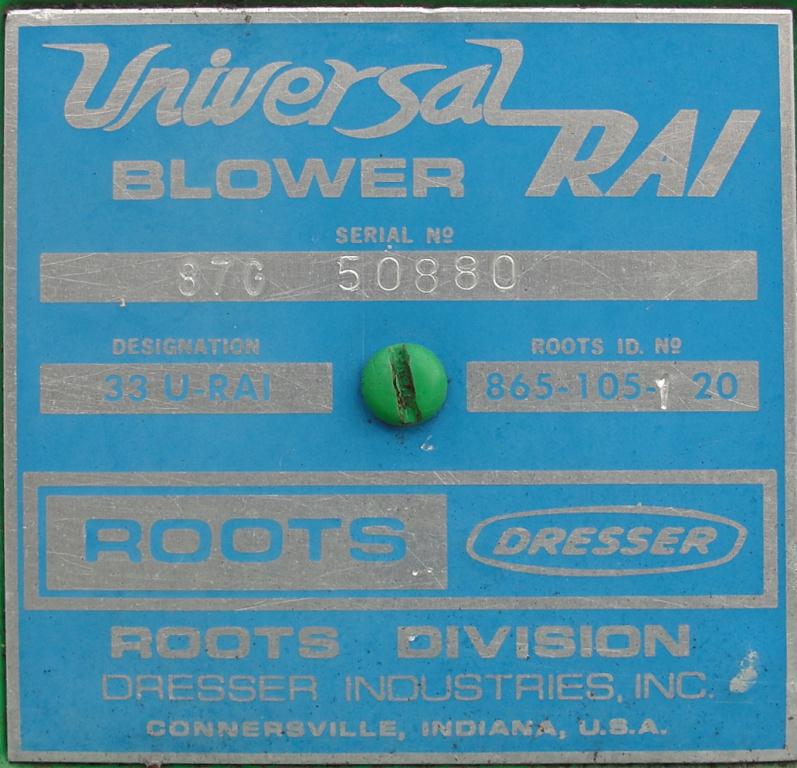 Universal RAI
BLOWER
SERIAL Nº
87G 50880
DESIGNATION
33 U-RAI
ROOTS ID. Nº
865-105-1 20
ROOTS
DRESSER
ROOTS DIVISION
DRESSER INDUSTRIES, INC.
CONNERSVILLE, INDIANA, U.S.A.